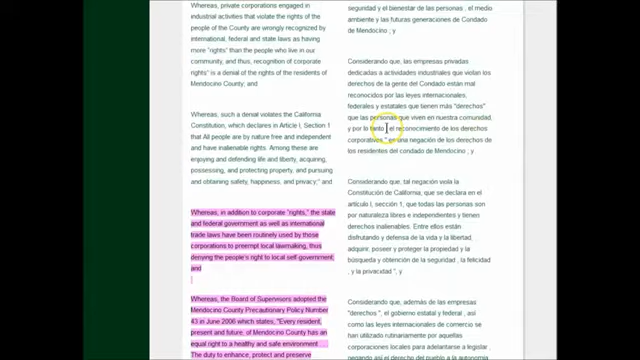 Whereas, private corporations engaged in
industrial activities that violate the rights of the
people of the County are wrongly recognized by
international, federal and state laws as having
more "rights" than the people who live in our
community, and thus, recognition of corporate
rights" is a denial of the rights of the residents of
Mendocino County; and
Whereas, such a denial violates the California
Constitution, which declares in Article I, Section 1
that All people are by nature free and independent
and have inalienable rights. Among these are
enjoying and defending life and liberty, acquiring,
possessing, and protecting property, and pursuing
and obtaining safety, happiness, and privacy;" and
Whereas, in addition to corporate "rights," the state
and federal government as well as international
trade laws have been routinely used by those
corporations to preempt local lawmaking, thus
denying the people's right to local self-government,
and
Whereas, the Board of Supervisors adopted the
Mendocino County Precautionary Policy Number
43 in June 2006 which states, "Every resident,
present and future, of Mendocino County has an
equal right to a healthy and safe environment ...
The duty to enhance, protect and preserve
seguridad y el bienestar de las personas , el medio
ambiente y las futuras generaciones de Condado
de Mendocino ; y
Considerando que, las empresas privadas
dedicadas a actividades industriales que violan los
derechos de la gente del Condado están mal
reconocidos por las leyes internacionales,
federales y estatales que tienen más "derechos"
que las personas que viven en nuestra comunidad
y por lo tanto , el reconocimiento de los derechos
corporativos " es una negación de los derechos de
los residentes del condado de Mendocino , y
Considerando que, tal negación viola la
Constitución de California, que se declara en el
artículo I, sección 1, que todas las personas son
por naturaleza libres e independientes y tienen
derechos inalienables. Entre ellos están
disfrutando y defensa de la vida y la libertad,
adquirir, poseer y proteger la propiedad y la
búsqueda y obtención de la seguridad , la felicidad
, y la privacidad ", y
Considerando que, además de las empresas
"derechos ", el gobierno estatal y federal , así
como las leyes internacionales de comercio se
han utilizado rutinariamente por aquellas
corporaciones locales para adelantarse a legislar ,
negando así el derecho del pueblo a la autonomía